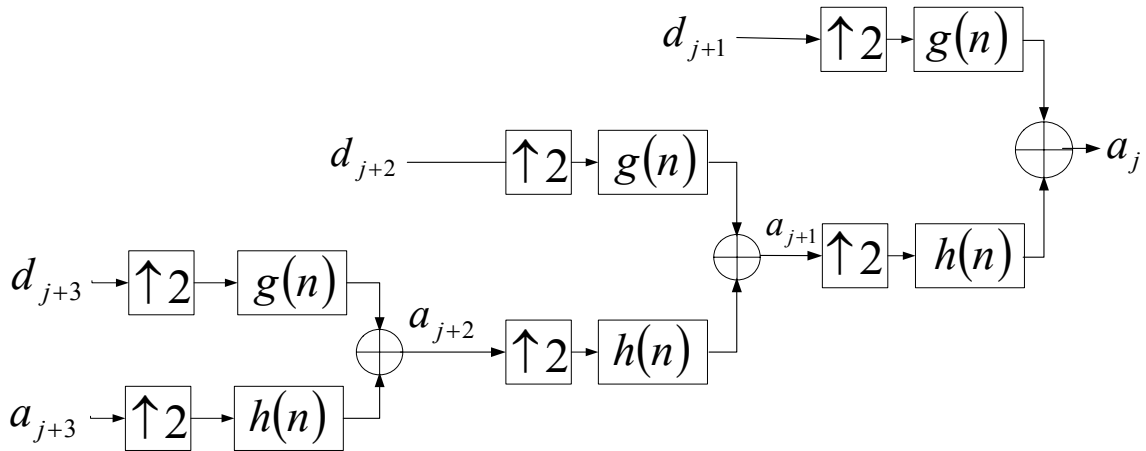 d_{j+1} ↑2 g(n)
a_j
d_{j+2} ↑2 g(n)
a_{j+1} ↑2 h(n)
d_{j+3} ↑2 g(n)
a_{j+2} ↑2 h(n)
a_{j+3} ↑2 h(n)